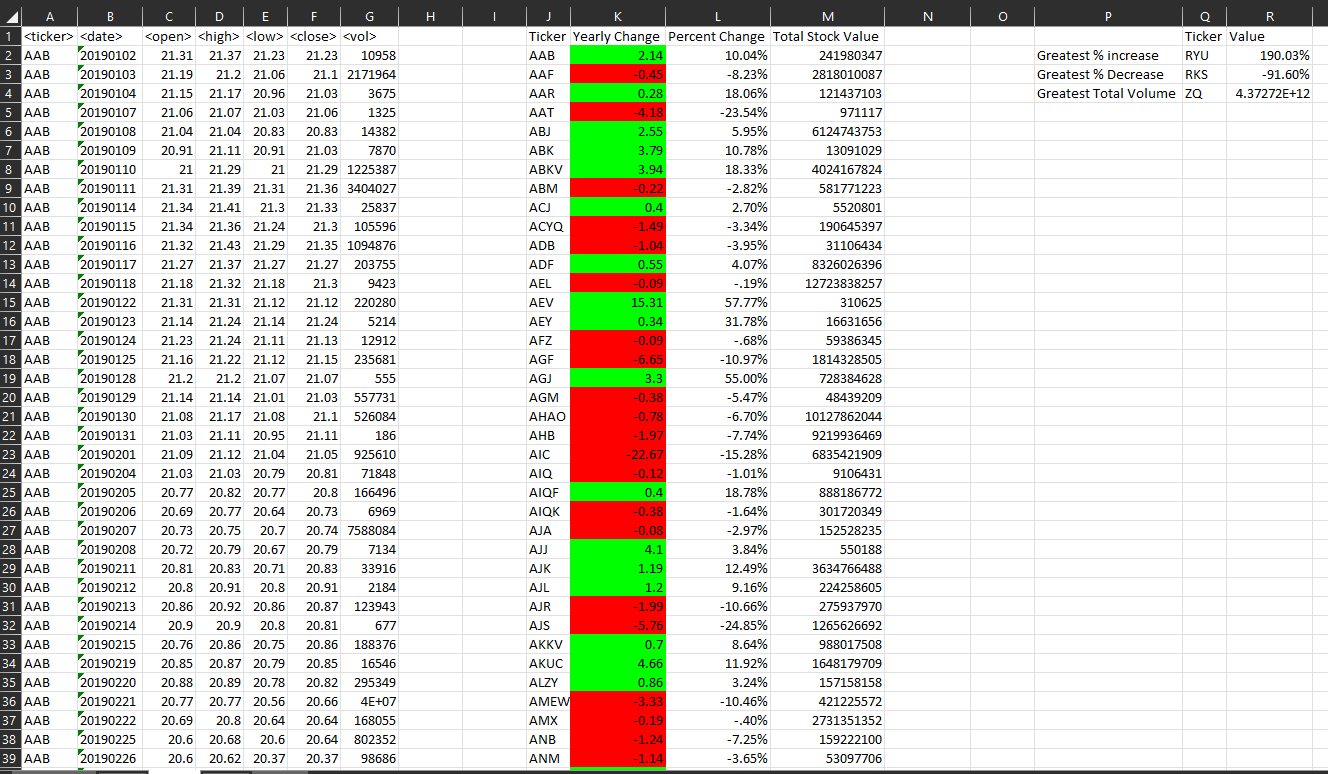 A B C D E F G H I J K L M N O P Q R
1 <ticker> <date> <open> <high> <low> <close> <vol> Ticker Yearly Change Percent Change Total Stock Value Ticker Value
2 AAB 20190102 21.31 21.37 21.23 21.23 10958 AAB 2.14 10.04% 241980347 Greatest % increase RYU 190.03%
3 AAB 20190103 21.19 21.2 21.06 21.1 2171964 AAF -0.45 -8.23% 2818010087 Greatest % Decrease RKS -91.60%
4 AAB 20190104 21.15 21.17 20.96 21.03 3675 AAR 0.28 18.06% 121437103 Greatest Total Volume ZQ 4.37272E+12
5 AAB 20190107 21.06 21.07 21.03 21.06 1325 AAT -4.18 -23.54% 971117
6 AAB 20190108 21.04 21.04 20.83 20.83 14382 ABJ 2.55 5.95% 6124743753
7 AAB 20190109 20.91 21.11 20.91 21.03 7870 ABK 3.79 10.78% 13091029
8 AAB 20190110 21 21.29 21 21.29 1225387 ABKV 3.94 18.33% 4024167824
9 AAB 20190111 21.31 21.39 21.31 21.36 3404027 ABM -0.22 -2.82% 581771223
10 AAB 20190114 21.34 21.41 21.3 21.33 25837 ACJ 0.4 2.70% 5520801
11 AAB 20190115 21.34 21.36 21.24 21.3 105596 ACYQ -1.49 -3.34% 190645397
12 AAB 20190116 21.32 21.43 21.29 21.35 1094876 ADB -1.04 -3.95% 31106434
13 AAB 20190117 21.27 21.37 21.27 21.27 203755 ADF 0.55 4.07% 8326026396
14 AAB 20190118 21.18 21.32 21.18 21.3 9423 AEL -0.09 -.19% 12723838257
15 AAB 20190122 21.31 21.31 21.12 21.12 220280 AEV 15.31 57.77% 310625
16 AAB 20190123 21.14 21.24 21.14 21.24 5214 AEY 0.34 31.78% 16631656
17 AAB 20190124 21.23 21.24 21.11 21.13 12912 AFZ -0.09 -.68% 59386345
18 AAB 20190125 21.16 21.22 21.12 21.15 235681 AGF -6.65 -10.97% 1814328505
19 AAB 20190128 21.2 21.2 21.07 21.07 555 AGJ 3.3 55.00% 728384628
20 AAB 20190129 21.14 21.14 21.01 21.03 557731 AGM -0.38 -5.47% 48439209
21 AAB 20190130 21.08 21.17 21.08 21.1 526084 AHAO -0.78 -6.70% 10127862044
22 AAB 20190131 21.03 21.11 20.95 21.11 186 AHB -1.97 -7.74% 9219936469
23 AAB 20190201 21.09 21.12 21.04 21.05 925610 AIC -22.67 -15.28% 6835421909
24 AAB 20190204 21.03 21.03 20.79 20.81 71848 AIQ -0.12 -1.01% 9106431
25 AAB 20190205 20.77 20.82 20.77 20.8 166496 AIQF 0.4 18.78% 888186772
26 AAB 20190206 20.69 20.77 20.64 20.73 6969 AIQK -0.38 -1.64% 301720349
27 AAB 20190207 20.73 20.75 20.7 20.74 7588084 AJA -0.08 -2.97% 152528235
28 AAB 20190208 20.72 20.79 20.67 20.79 7134 AJJ 4.1 3.84% 550188
29 AAB 20190211 20.81 20.83 20.71 20.83 33916 AJK 1.19 12.49% 3634766488
30 AAB 20190212 20.8 20.91 20.8 20.91 2184 AJL 1.2 9.16% 224258605
31 AAB 20190213 20.86 20.92 20.86 20.87 123943 AJR -1.99 -10.66% 275937970
32 AAB 20190214 20.9 20.9 20.8 20.81 677 AJS -5.76 -24.85% 1265626692
33 AAB 20190215 20.76 20.86 20.75 20.86 188376 AKKV 0.7 8.64% 988017508
34 AAB 20190219 20.85 20.87 20.79 20.85 16546 AKUC 4.66 11.92% 1648179709
35 AAB 20190220 20.88 20.89 20.78 20.82 295349 ALZY 0.86 3.24% 157158158
36 AAB 20190221 20.77 20.77 20.56 20.66 4E+07 AMEW -3.33 -10.46% 421225572
37 AAB 20190222 20.69 20.8 20.64 20.64 168055 AMX -0.19 -.40% 2731351352
38 AAB 20190225 20.6 20.68 20.6 20.64 802352 ANB -1.24 -7.25% 159222100
39 AAB 20190226 20.6 20.62 20.37 20.37 98686 ANM -1.14 -3.65% 53097706